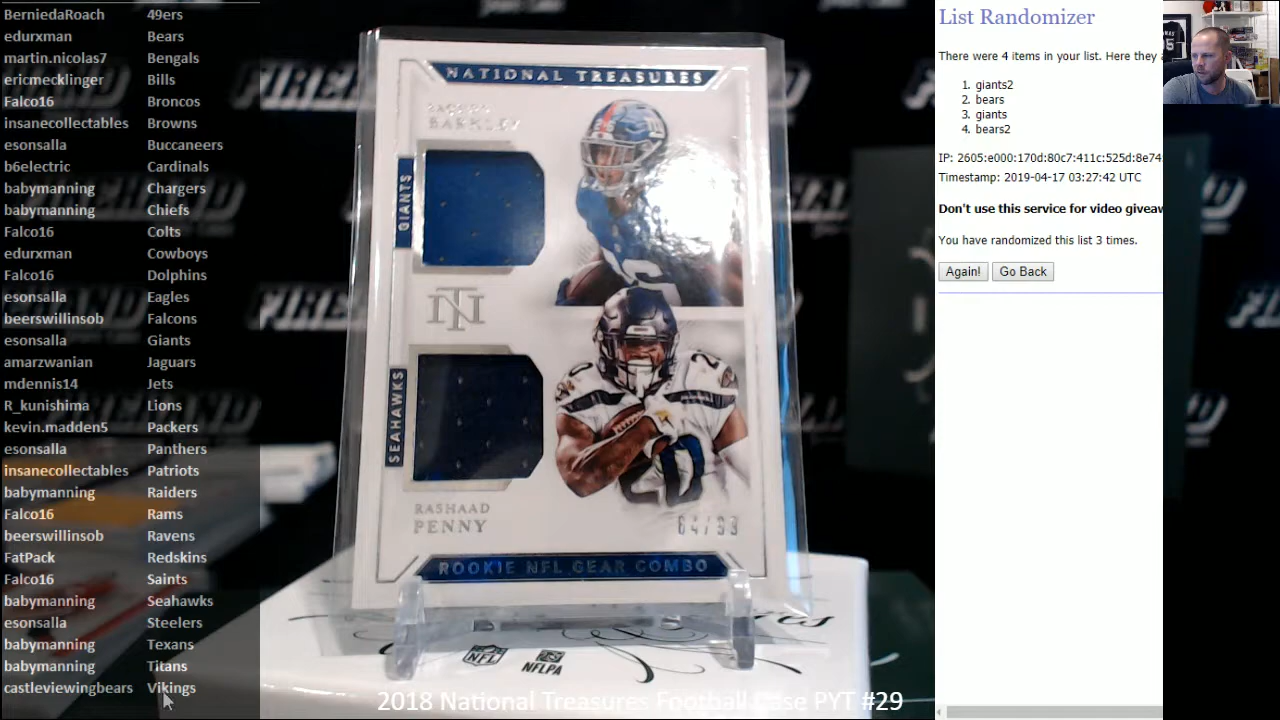 BerniedaRoach 49ers
edurxman Bears
martin.nicolas7 Bengals
ericmecklinger Bills
Falco16 Broncos
insanecollectables Browns
esonsalla Buccaneers
b6electric Cardinals
babymanning Chargers
babymanning Chiefs
Falco16 Colts
edurxman Cowboys
Falco16 Dolphins
esonsalla Eagles
beerswillinsob Falcons
esonsalla Giants
amarzwanian Jaguars
mdennis14 Jets
R_kunishima Lions
kevin.madden5 Packers
esonsalla Panthers
insanecollectables Patriots
babymanning Raiders
Falco16 Rams
beerswillinsob Ravens
FatPack Redskins
Falco16 Saints
babymanning Seahawks
esonsalla Steelers
babymanning Texans
babymanning Titans
castleviewingbears Vikings
NATIONAL TREASURES
SAQUON
BARKLEY
GIANTS
NT
SEAHAWKS
RASHAAD
PENNY
64/99
ROOKIE NFL GEAR COMBO
NFL
NFLPA
2018 National Treasures Football Case PYT #29
List Randomizer
There were 4 items in your list. Here they
1. giants2
2. bears
3. giants
4. bears2
IP: 2605:e000:170d:80c7:411c:525d:8e74
Timestamp: 2019-04-17 03:27:42 UTC
Don't use this service for video giveaw
You have randomized this list 3 times.
Again! Go Back